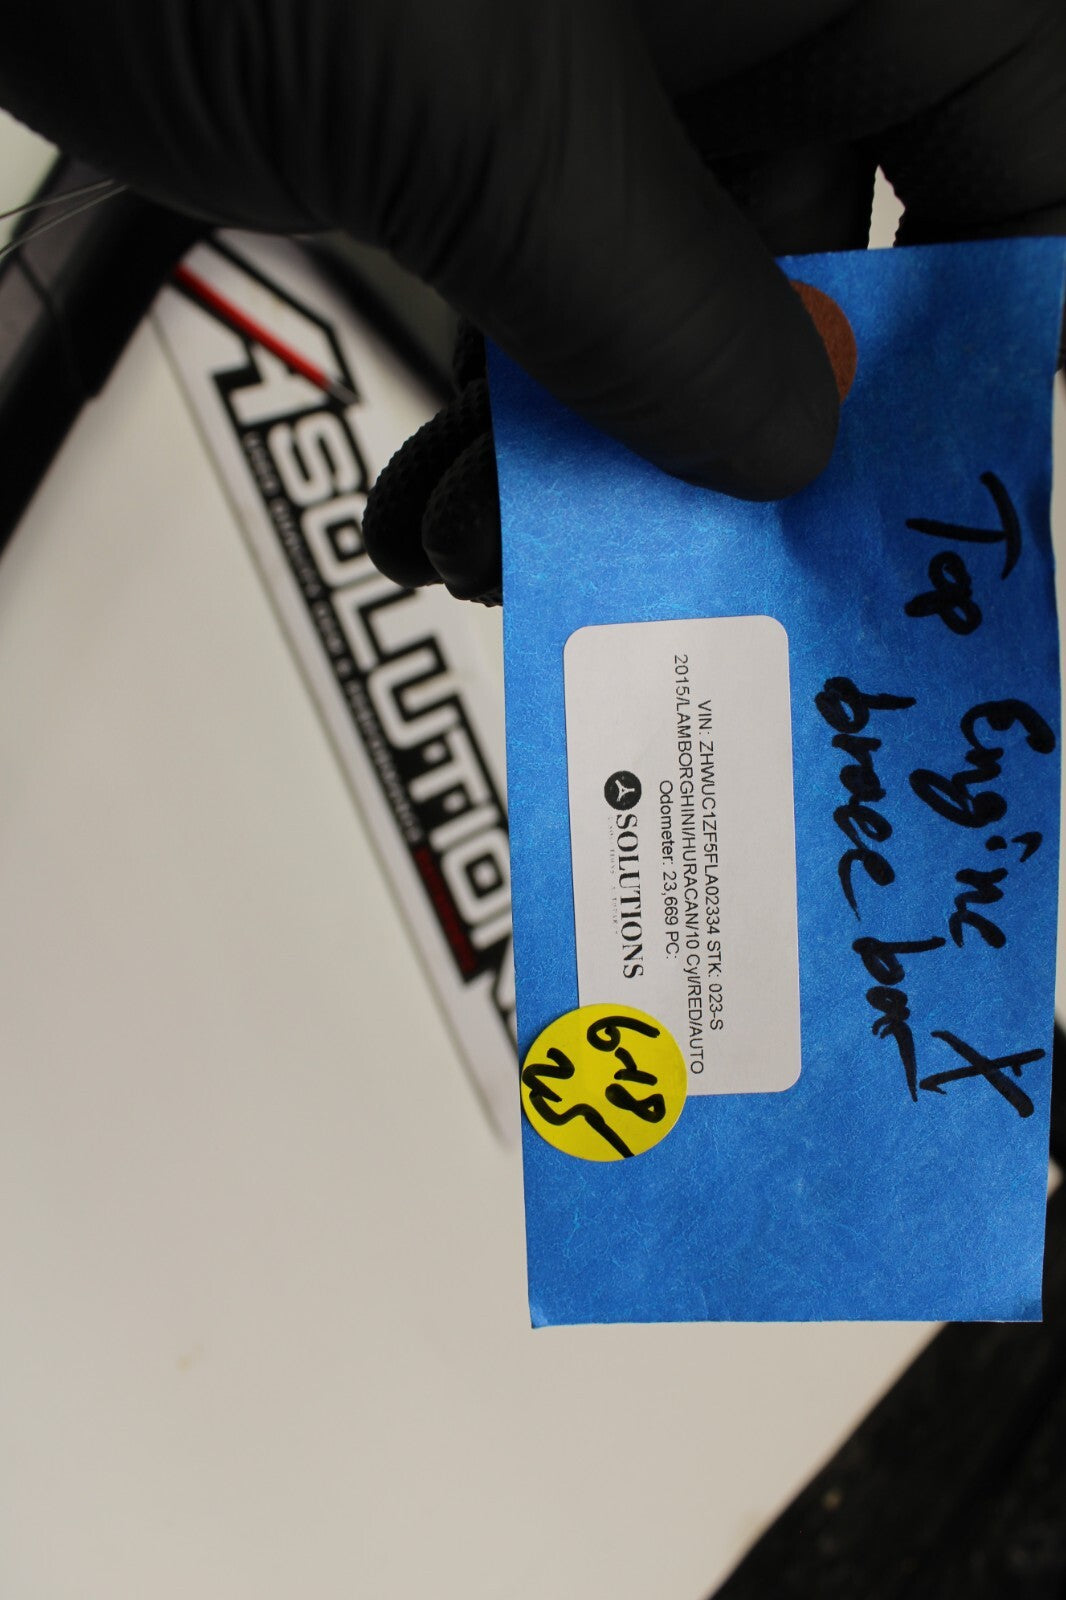 Top Engine X
brace bar
VIN: ZHWUC1ZF5FLA02334 STK: 023-S
2015/LAMBORGHINI/HURACAN/10 Cyl/RED/AUTO
Odometer: 23,669 PC:
SOLUTIONS
6-18
25
ASOLUTION